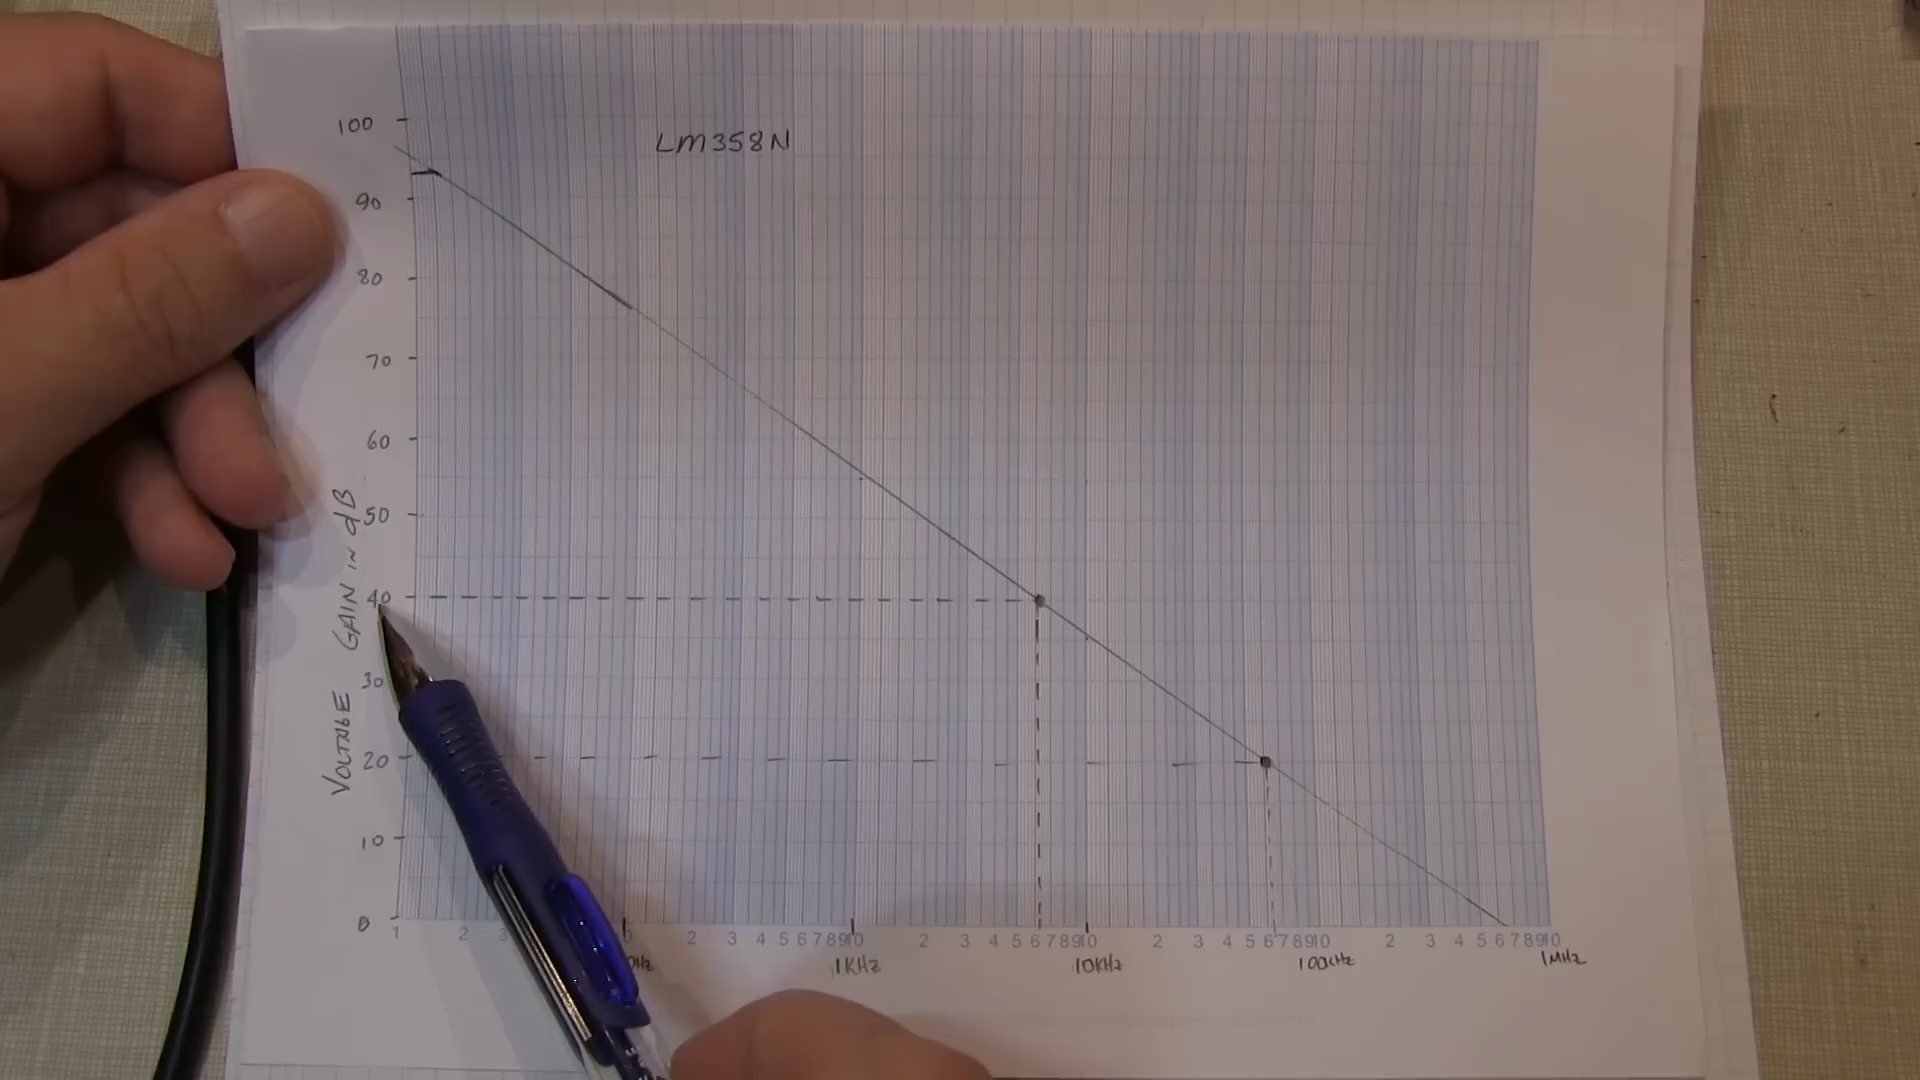 LM358N
100
90
80
70
60
50
40
30
20
10
0
VOLTAGE GAIN IN dB
1 2 3 2 3 4 5 6 7 8 9 10 2 3 4 5 6 7 8 9 10 2 3 4 5 6 7 8 9 10 2 3 4 5 6 7 8 9 10
1KHz 10KHz 100KHz 1MHz